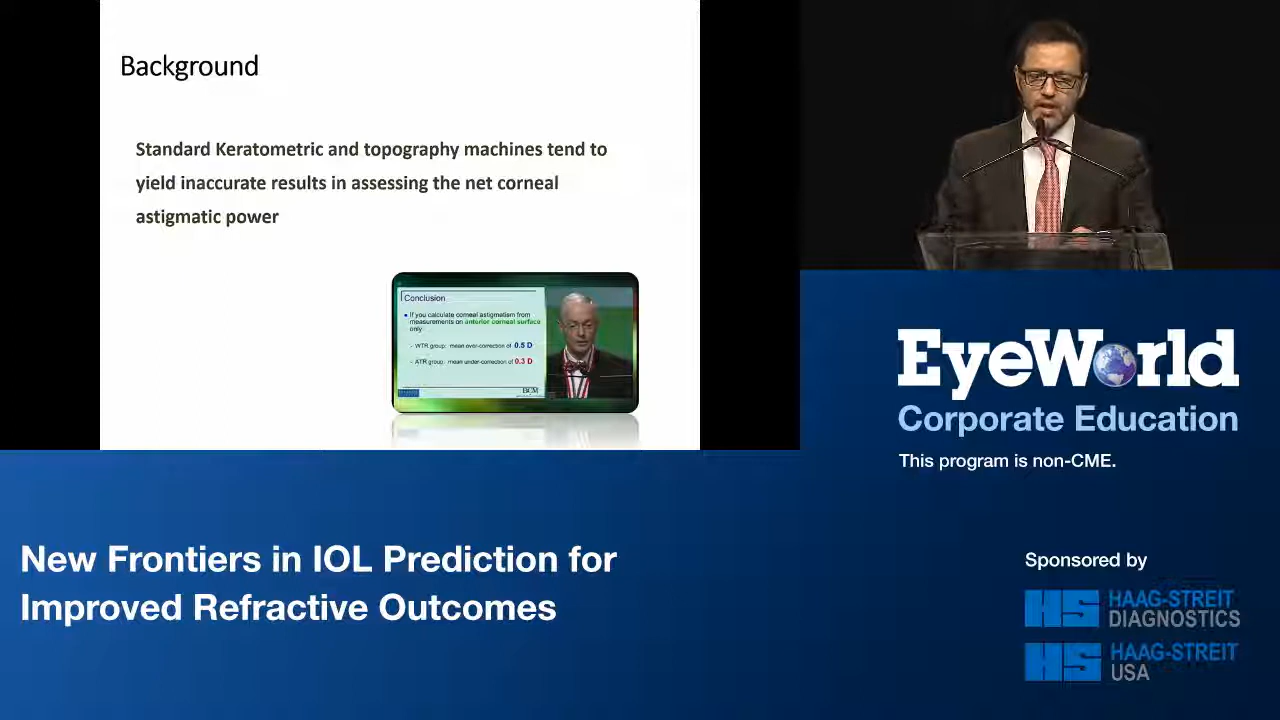 Background
Standard Keratometric and topography machines tend to
yield inaccurate results in assessing the net corneal
astigmatic power
Conclusion
If you calculate corneal astigmatism from
measurements on anterior corneal surface
only
– WTR group: mean over-correction of 0.5 D
– ATR group: mean under-correction of 0.3 D
BCM
EyeWorld
Corporate Education
This program is non-CME.
New Frontiers in IOL Prediction for
Improved Refractive Outcomes
Sponsored by
HS HAAG-STREIT
DIAGNOSTICS
HS HAAG-STREIT
USA